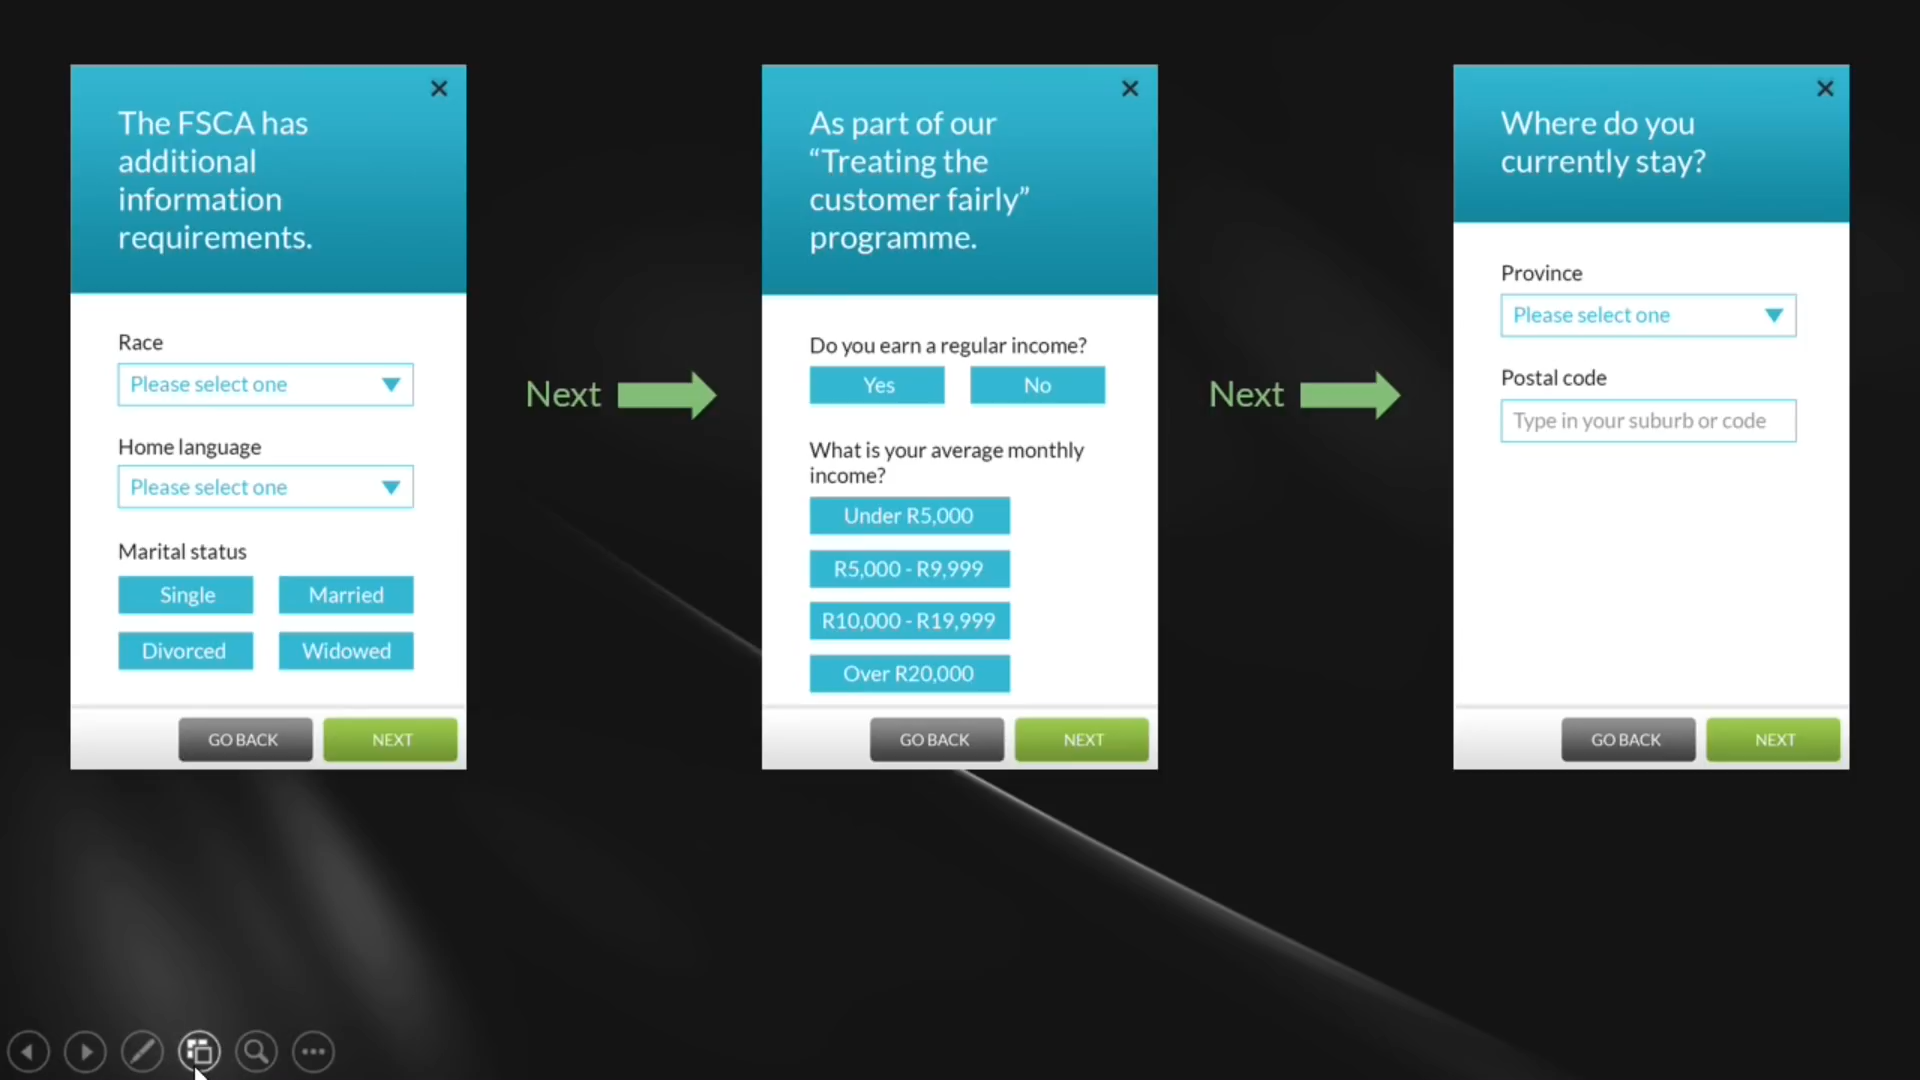 The FSCA has
additional
information
requirements.
Race
Please select one
Home language
Please select one
Marital status
Single
Married
Divorced
Widowed
GO BACK
NEXT
Next
As part of our
“Treating the
customer fairly”
programme.
Do you earn a regular income?
Yes
No
What is your average monthly
income?
Under R5,000
R5,000 - R9,999
R10,000 - R19,999
Over R20,000
GO BACK
NEXT
Next
Where do you
currently stay?
Province
Please select one
Postal code
Type in your suburb or code
GO BACK
NEXT